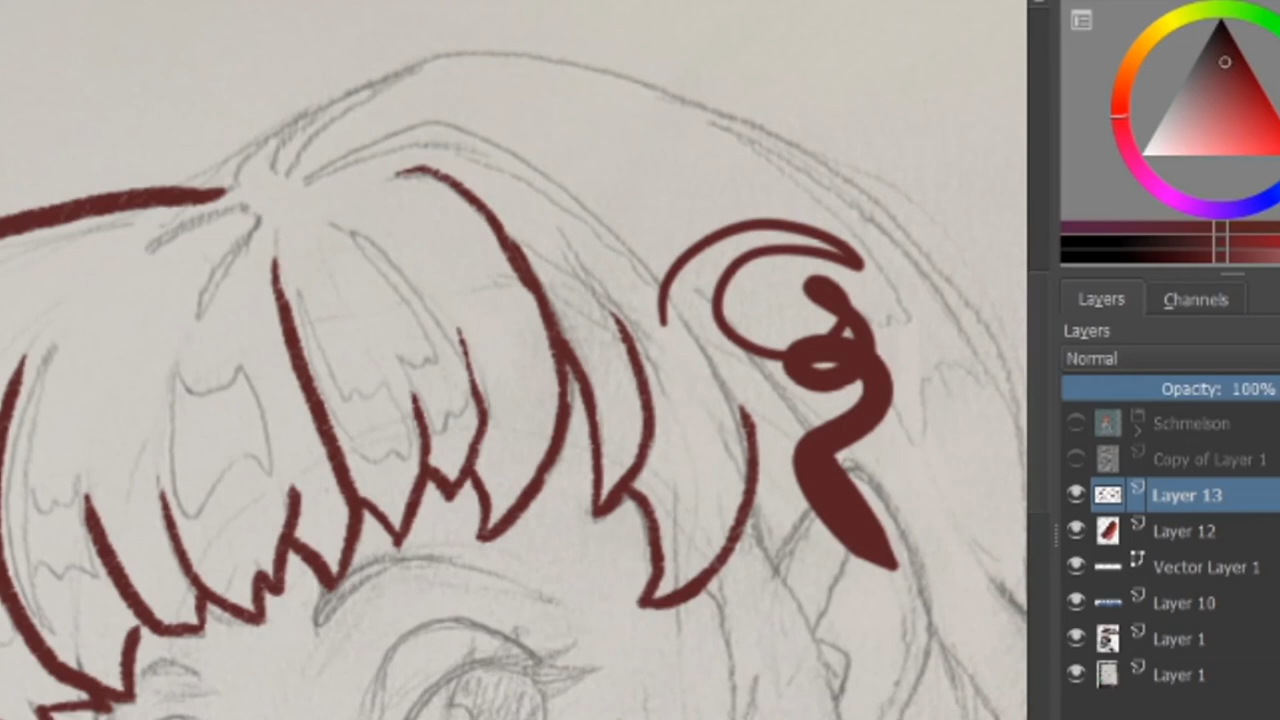 Layers Channels
Layers
Normal
Opacity: 100%
Schmelson
Copy of Layer 1
Layer 13
Layer 12
Vector Layer 1
Layer 10
Layer 1
Layer 1